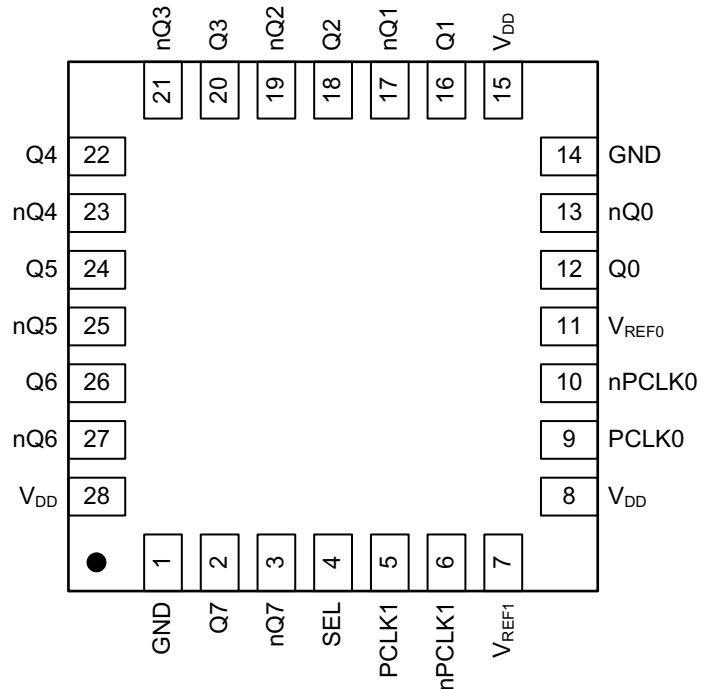 nQ3 Q3 nQ2 Q2 nQ1 Q1 VDD
21 20 19 18 17 16 15
Q4 22 14 GND
nQ4 23 13 nQ0
Q5 24 12 Q0
nQ5 25 11 VREF0
Q6 26 10 nPCLK0
nQ6 27 9 PCLK0
VDD 28 8 VDD
1 2 3 4 5 6 7
GND Q7 nQ7 SEL PCLK1 nPCLK1 VREF1